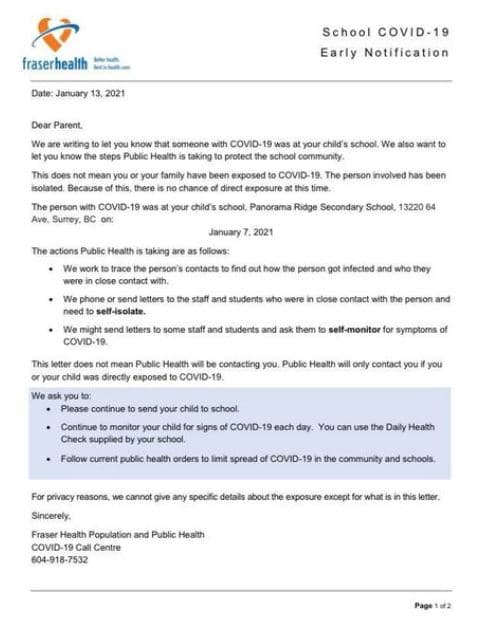 School COVID-19
Early Notification
fraserhealth
Better health.
Best in health care.
Date: January 13, 2021
Dear Parent,
We are writing to let you know that someone with COVID-19 was at your child's school. We also want to
let you know the steps Public Health is taking to protect the school community.
This does not mean you or your family have been exposed to COVID-19. The person involved has been
isolated. Because of this, there is no chance of direct exposure at this time.
The person with COVID-19 was at your child's school, Panorama Ridge Secondary School, 13220 64
Ave, Surrey, BC on:
January 7, 2021
The actions Public Health is taking are as follows:
• We work to trace the person's contacts to find out how the person got infected and who they
were in close contact with.
• We phone or send letters to the staff and students who were in close contact with the person and
need to self-isolate.
• We might send letters to some staff and students and ask them to self-monitor for symptoms of
COVID-19.
This letter does not mean Public Health will be contacting you. Public Health will only contact you if you
or your child was directly exposed to COVID-19.
We ask you to:
• Please continue to send your child to school.
• Continue to monitor your child for signs of COVID-19 each day. You can use the Daily Health
Check supplied by your school.
• Follow current public health orders to limit spread of COVID-19 in the community and schools.
For privacy reasons, we cannot give any specific details about the exposure except for what is in this letter.
Sincerely,
Fraser Health Population and Public Health
COVID-19 Call Centre
604-918-7532
Page 1 of 2